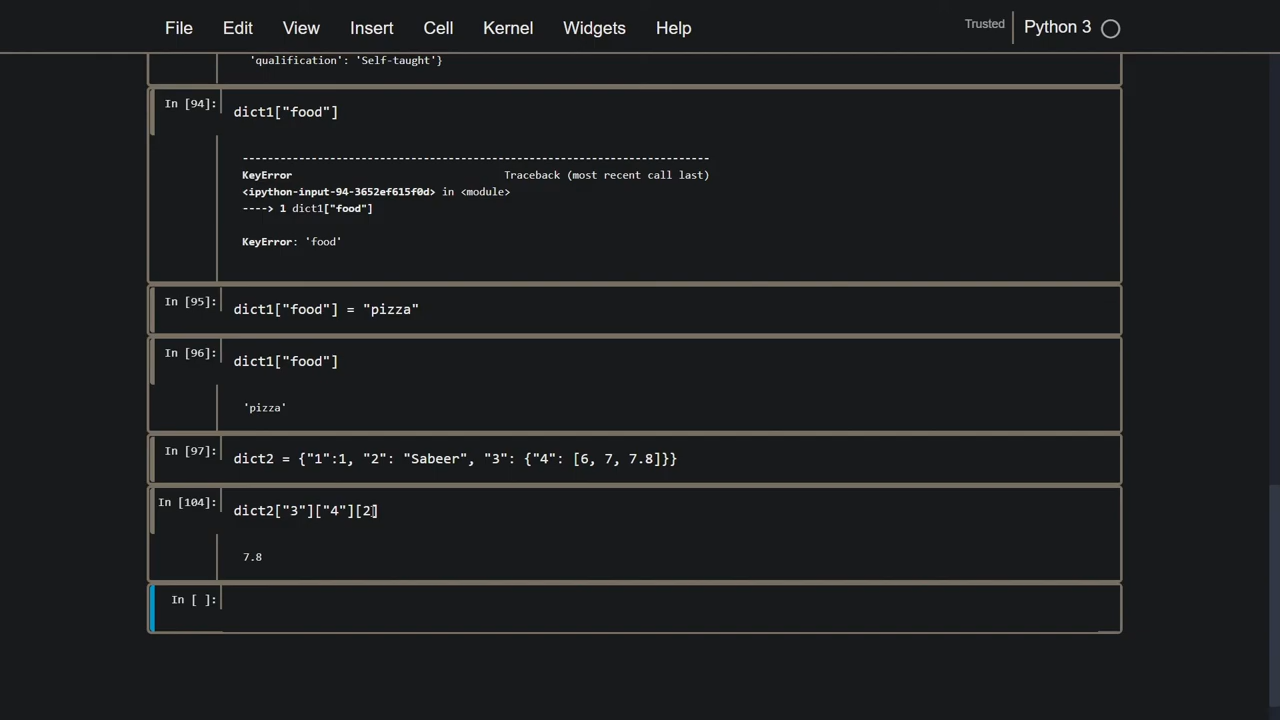 File Edit View Insert Cell Kernel Widgets Help Trusted Python 3
'qualification': 'Self-taught'}
In [94]: dict1["food"]
---------------------------------------------------------------------------
KeyError Traceback (most recent call last)
<ipython-input-94-3652ef615f0d> in <module>
----> 1 dict1["food"]
KeyError: 'food'
In [95]: dict1["food"] = "pizza"
In [96]: dict1["food"]
'pizza'
In [97]: dict2 = {"1":1, "2": "Sabeer", "3": {"4": [6, 7, 7.8]}}
In [104]: dict2["3"]["4"][2]
7.8
In [ ]: